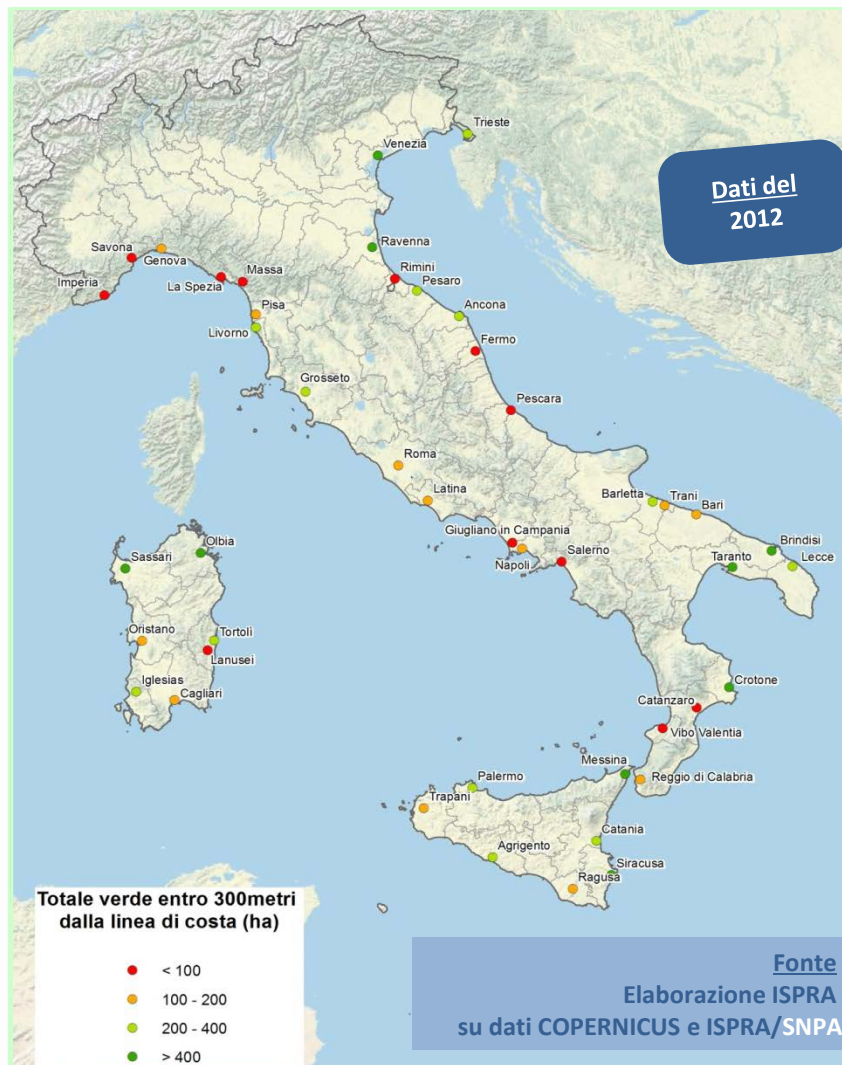 Trieste
Venezia
Dati del
2012
Savona
Genova
Ravenna
Imperia
La Spezia
Massa
Rimini
Pesaro
Pisa
Ancona
Livorno
Fermo
Grosseto
Pescara
Roma
Latina
Barletta
Trani
Bari
Giugliano in Campania
Napoli
Salerno
Brindisi
Taranto
Lecce
Olbia
Sassari
Oristano
Tortolì
Lanusei
Iglesias
Cagliari
Crotone
Catanzaro
Vibo Valentia
Messina
Reggio di Calabria
Palermo
Trapani
Catania
Agrigento
Siracusa
Ragusa
Totale verde entro 300metri
dalla linea di costa (ha)
< 100
100 - 200
200 - 400
> 400
Fonte
Elaborazione ISPRA
su dati COPERNICUS e ISPRA/SNPA